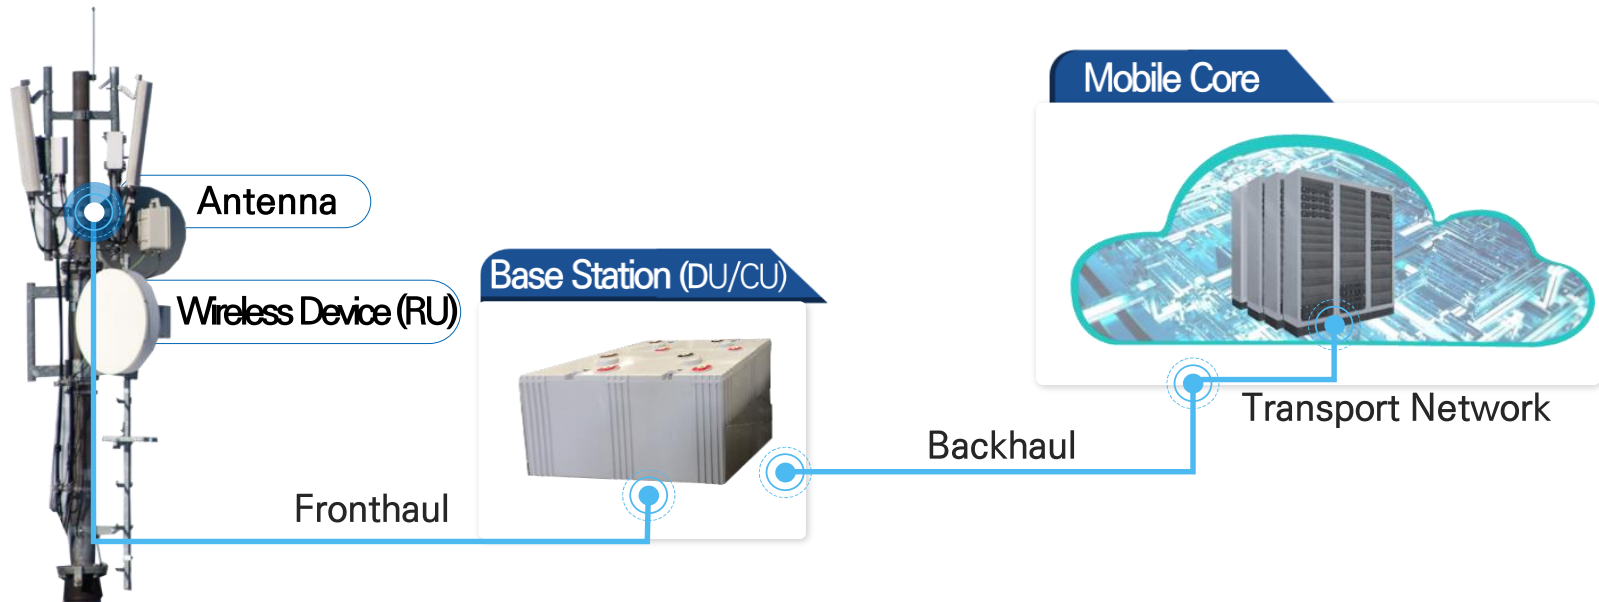 Mobile Core
Antenna
Base Station (DU/CU)
Wireless Device (RU)
Transport Network
Backhaul
Fronthaul